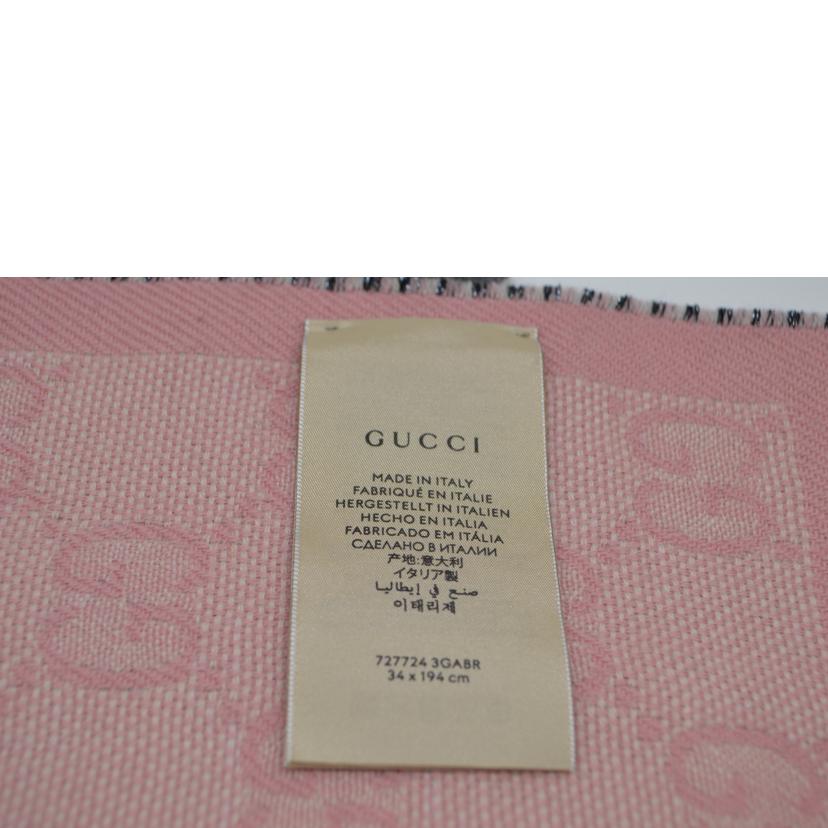 GUCCI
MADE IN ITALY
FABRIQUÉ EN ITALIE
HERGESTELLT IN ITALIEN
HECHO EN ITALIA
FABRICADO EM ITÁLIA
СДЕЛАНО В ИТАЛИИ
产地:意大利
イタリア製
صنع في إيطاليا
이태리제
727724 3GABR
34 x 194 cm